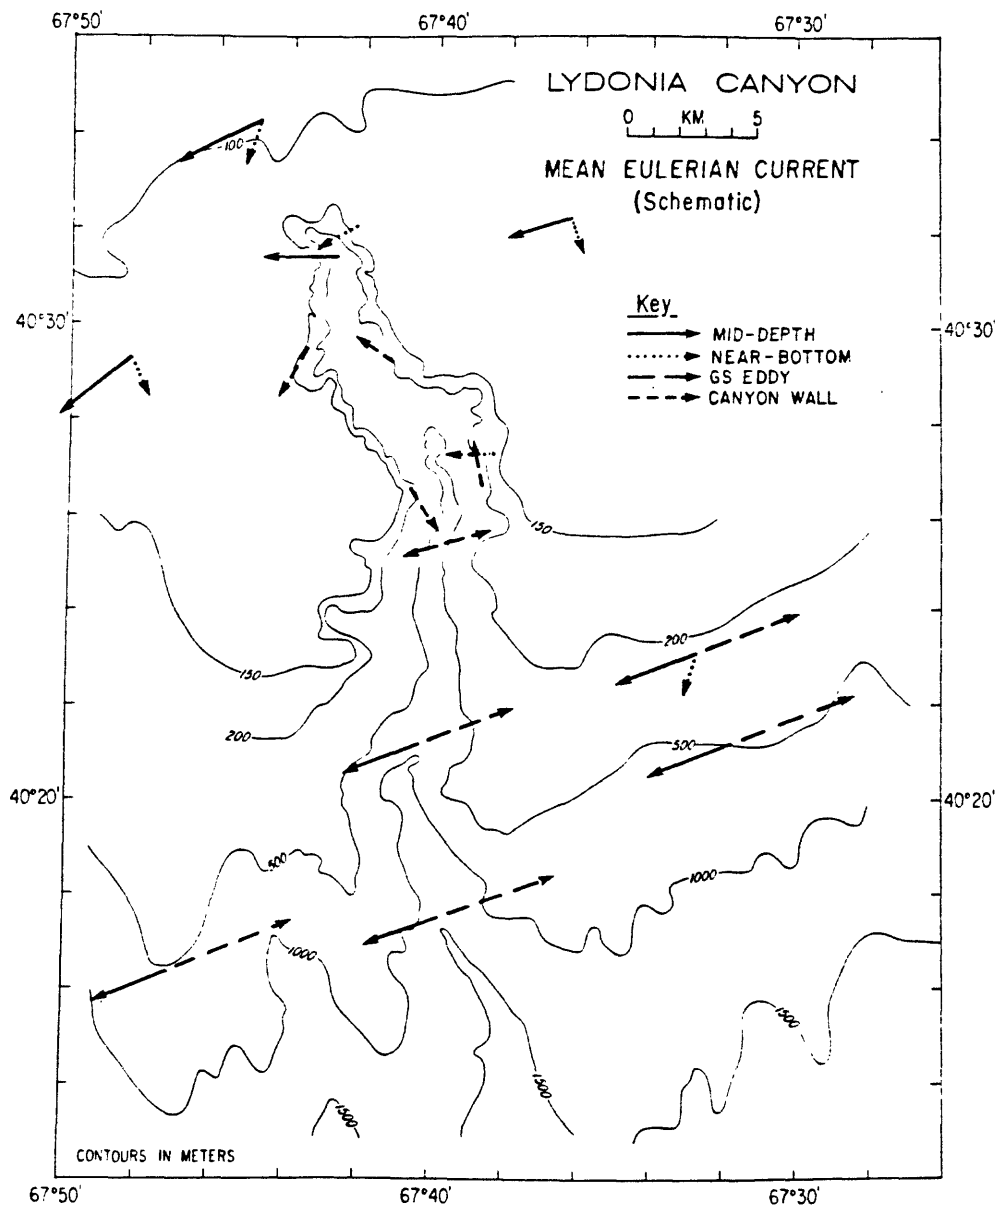 67°50'
67°40'
67°30'
LYDONIA CANYON
0 KM 5
MEAN EULERIAN CURRENT
(Schematic)
100
40°30'
40°30'
Key
MID-DEPTH
NEAR-BOTTOM
GS EDDY
CANYON WALL
150
200
150
200
500
40°20'
40°20'
500
1000
1000
1500
1500
1500
CONTOURS IN METERS
67°50'
67°40'
67°30'